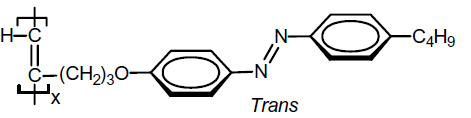 H C
N C4H9
C (CH2)3O N
x
Trans